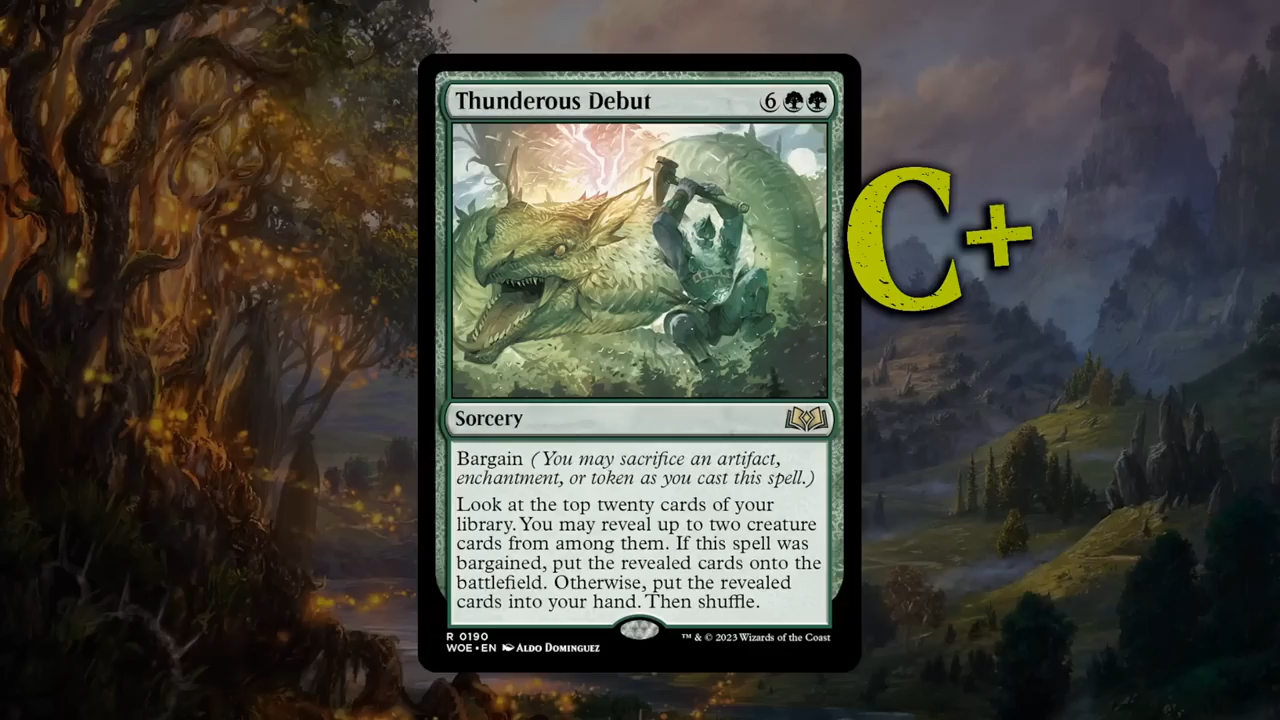 Thunderous Debut 6
C+
Sorcery
Bargain (You may sacrifice an artifact,
enchantment, or token as you cast this spell.)
Look at the top twenty cards of your
library. You may reveal up to two creature
cards from among them. If this spell was
bargained, put the revealed cards onto the
battlefield. Otherwise, put the revealed
cards into your hand. Then shuffle.
R 0190
WOE • EN ALDO DOMINGUEZ
™ & © 2023 Wizards of the Coast